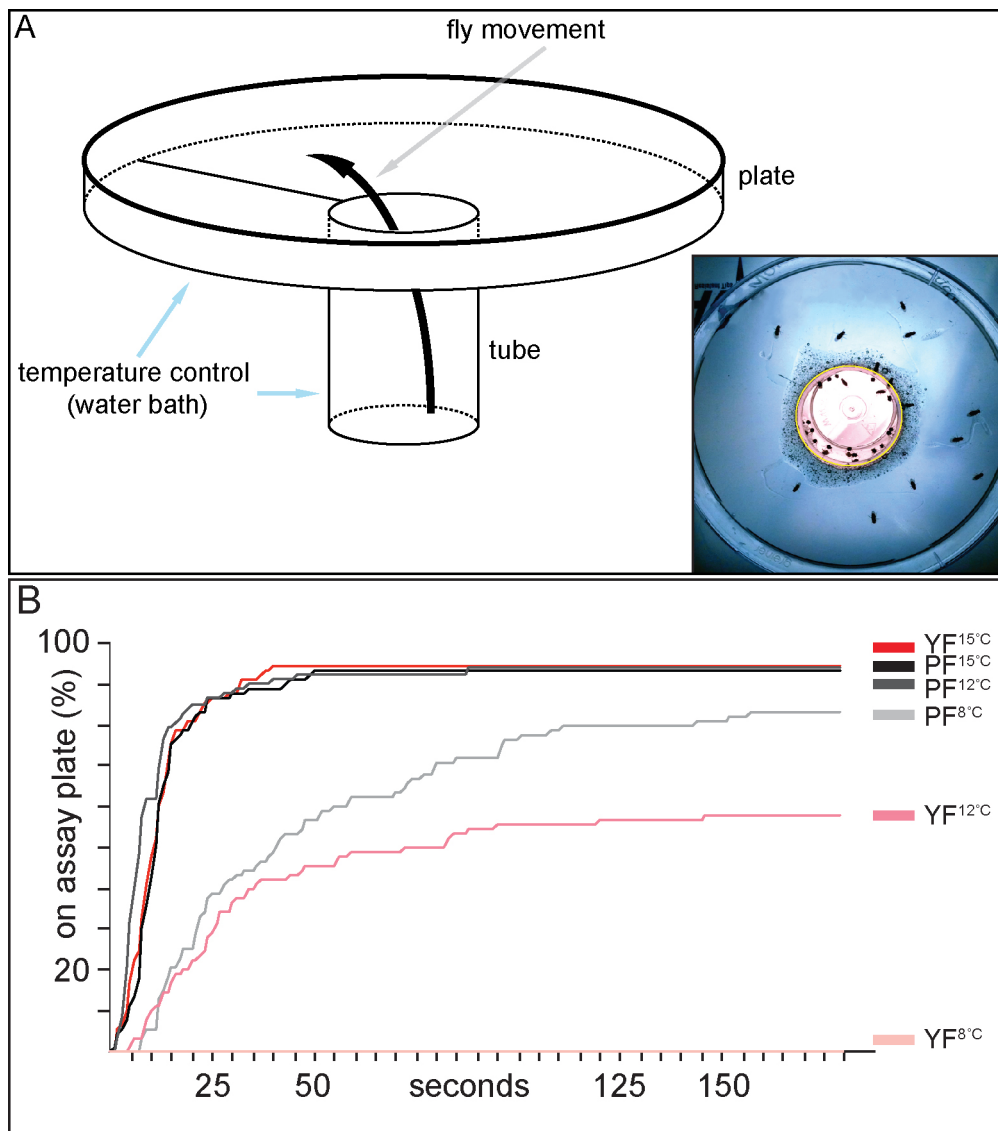 A
fly movement
plate
tube
temperature control
(water bath)
B
100
20
on assay plate (%)
25
50
seconds
125
150
YF15°C
PF15°C
PF12°C
PF8°C
YF12°C
YF8°C